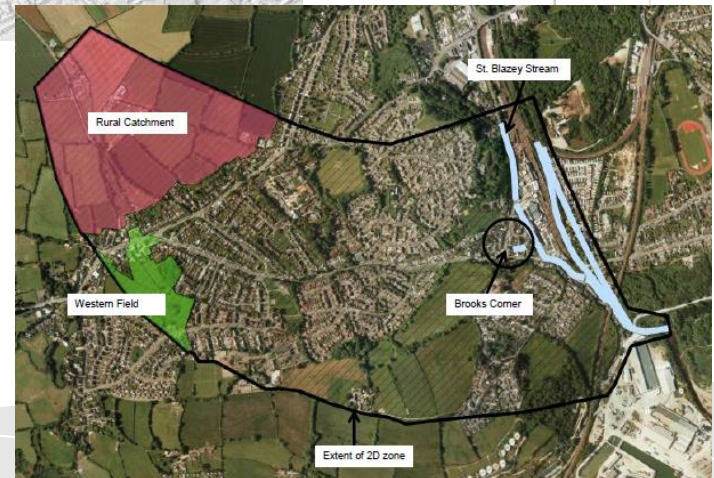 St. Blazey Stream
Rural Catchment
Western Field
Brooks Corner
Extent of 2D zone